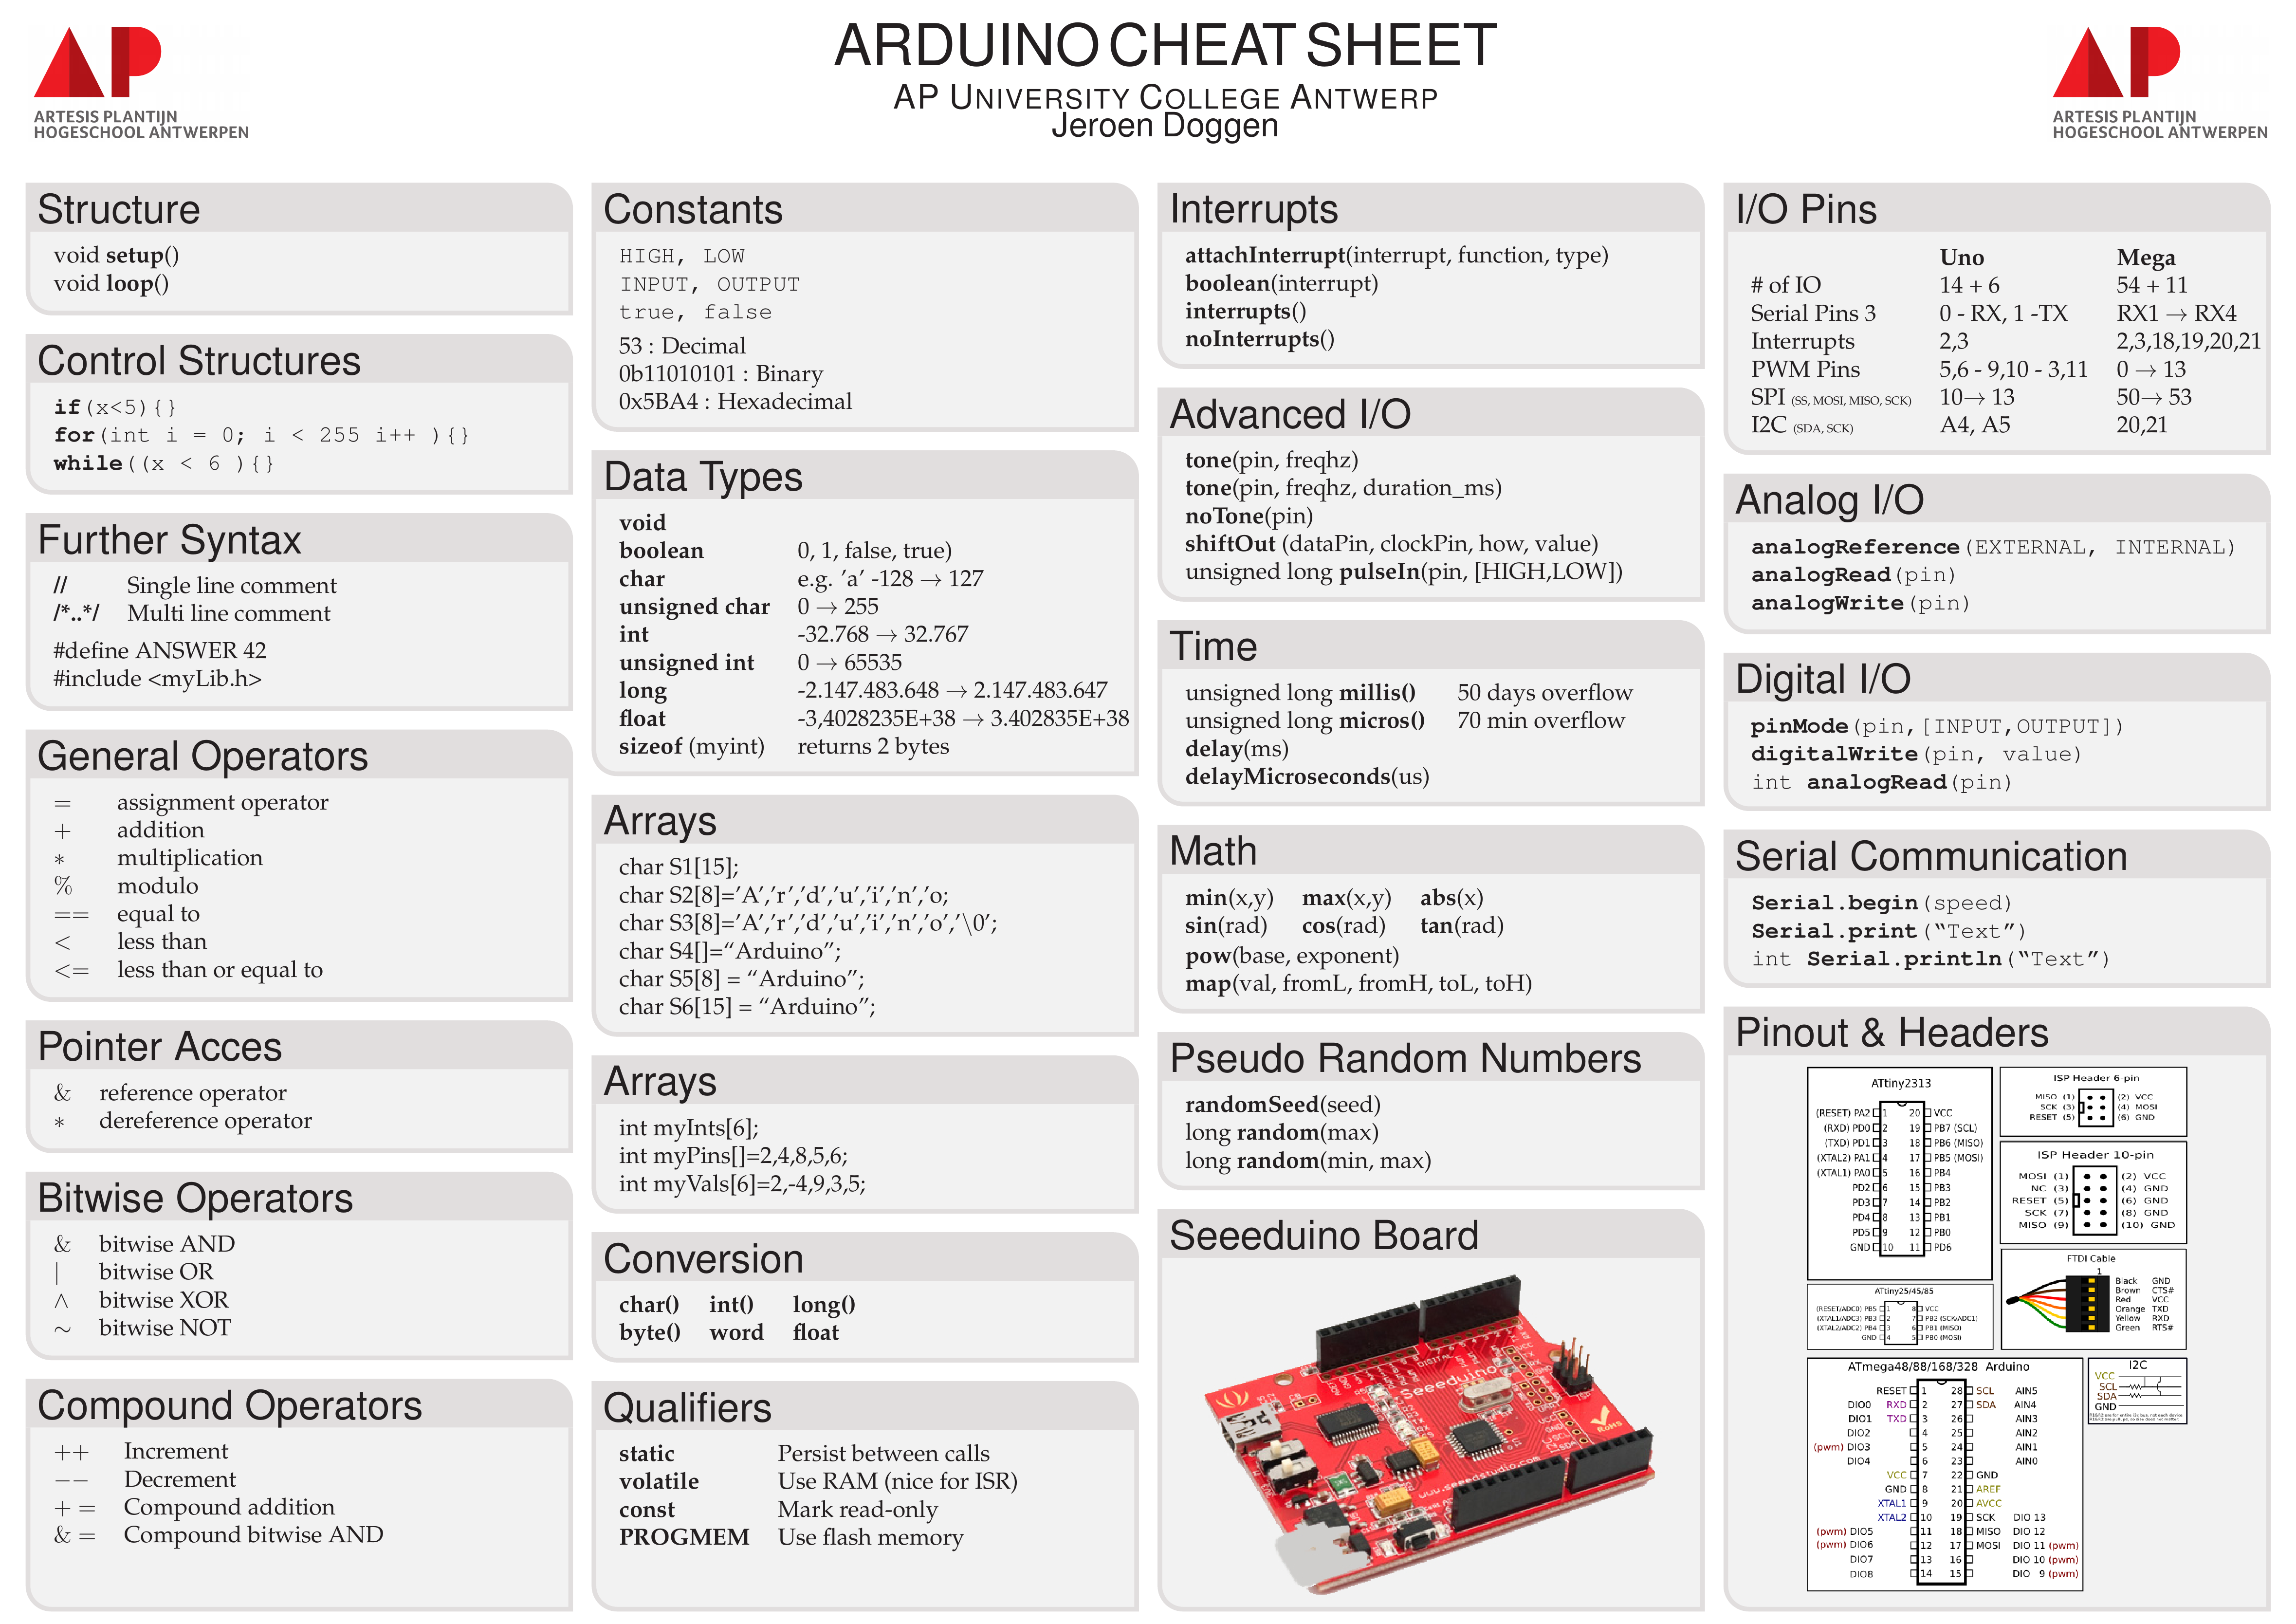 ARTESIS PLANTIJN
HOGESCHOOL ANTWERPEN
ARDUINO CHEAT SHEET
AP UNIVERSITY COLLEGE ANTWERP
Jeroen Doggen
ARTESIS PLANTIJN
HOGESCHOOL ANTWERPEN
Structure
void setup()
void loop()
Control Structures
if(x<5){}
for(int i = 0; i < 255 i++ ){}
while((x < 6 ){}
Further Syntax
// Single line comment
/*..*/ Multi line comment
#define ANSWER 42
#include <myLib.h>
General Operators
= assignment operator
+ addition
* multiplication
% modulo
== equal to
< less than
<= less than or equal to
Pointer Acces
& reference operator
* dereference operator
Bitwise Operators
& bitwise AND
| bitwise OR
∧ bitwise XOR
∼ bitwise NOT
Compound Operators
++ Increment
−− Decrement
+ = Compound addition
& = Compound bitwise AND
Constants
HIGH, LOW
INPUT, OUTPUT
true, false
53 : Decimal
0b11010101 : Binary
0x5BA4 : Hexadecimal
Data Types
void
boolean 0, 1, false, true)
char e.g. ’a’ -128 → 127
unsigned char 0 → 255
int -32.768 → 32.767
unsigned int 0 → 65535
long -2.147.483.648 → 2.147.483.647
float -3,4028235E+38 → 3.402835E+38
sizeof (myint) returns 2 bytes
Arrays
char S1[15];
char S2[8]=’A’,’r’,’d’,’u’,’i’,’n’,’o;
char S3[8]=’A’,’r’,’d’,’u’,’i’,’n’,’o’,’\0’;
char S4[]=“Arduino”;
char S5[8] = “Arduino”;
char S6[15] = “Arduino”;
Arrays
int myInts[6];
int myPins[]=2,4,8,5,6;
int myVals[6]=2,-4,9,3,5;
Conversion
char() int() long()
byte() word float
Qualifiers
static Persist between calls
volatile Use RAM (nice for ISR)
const Mark read-only
PROGMEM Use flash memory
Interrupts
attachInterrupt(interrupt, function, type)
boolean(interrupt)
interrupts()
noInterrupts()
Advanced I/O
tone(pin, freqhz)
tone(pin, freqhz, duration_ms)
noTone(pin)
shiftOut (dataPin, clockPin, how, value)
unsigned long pulseIn(pin, [HIGH,LOW])
Time
unsigned long millis() 50 days overflow
unsigned long micros() 70 min overflow
delay(ms)
delayMicroseconds(us)
Math
min(x,y) max(x,y) abs(x)
sin(rad) cos(rad) tan(rad)
pow(base, exponent)
map(val, fromL, fromH, toL, toH)
Pseudo Random Numbers
randomSeed(seed)
long random(max)
long random(min, max)
Seeeduino Board
DIGITAL
Seeeduino
www.seeedstudio.com
RoHS
I/O Pins
Uno Mega
# of IO 14 + 6 54 + 11
Serial Pins 3 0 - RX, 1 -TX RX1 → RX4
Interrupts 2,3 2,3,18,19,20,21
PWM Pins 5,6 - 9,10 - 3,11 0 → 13
SPI (SS, MOSI, MISO, SCK) 10→ 13 50→ 53
I2C (SDA, SCK) A4, A5 20,21
Analog I/O
analogReference(EXTERNAL, INTERNAL)
analogRead(pin)
analogWrite(pin)
Digital I/O
pinMode(pin,[INPUT,OUTPUT])
digitalWrite(pin, value)
int analogRead(pin)
Serial Communication
Serial.begin(speed)
Serial.print(“Text”)
int Serial.println(“Text”)
Pinout & Headers
ATtiny2313
(RESET) PA2 1 20 VCC
(RXD) PD0 2 19 PB7 (SCL)
(TXD) PD1 3 18 PB6 (MISO)
(XTAL2) PA1 4 17 PB5 (MOSI)
(XTAL1) PA0 5 16 PB4
PD2 6 15 PB3
PD3 7 14 PB2
PD4 8 13 PB1
PD5 9 12 PB0
GND 10 11 PD6
ISP Header 6-pin
MISO (1) (2) VCC
SCK (3) (4) MOSI
RESET (5) (6) GND
ISP Header 10-pin
MOSI (1) (2) VCC
NC (3) (4) GND
RESET (5) (6) GND
SCK (7) (8) GND
MISO (9) (10) GND
FTDI Cable
1
Black GND
Brown CTS#
Red VCC
Orange TXD
Yellow RXD
Green RTS#
ATtiny25/45/85
(RESET/ADC0) PB5 1 8 VCC
(XTAL1/ADC3) PB3 2 7 PB2 (SCK/ADC1)
(XTAL2/ADC2) PB4 3 6 PB1 (MISO)
GND 4 5 PB0 (MOSI)
ATmega48/88/168/328 Arduino
RESET 1 28 SCL AIN5
DIO0 RXD 2 27 SDA AIN4
DIO1 TXD 3 26 AIN3
DIO2 4 25 AIN2
(pwm) DIO3 5 24 AIN1
DIO4 6 23 AIN0
VCC 7 22 GND
GND 8 21 AREF
XTAL1 9 20 AVCC
XTAL2 10 19 SCK DIO 13
(pwm) DIO5 11 18 MISO DIO 12
(pwm) DIO6 12 17 MOSI DIO 11 (pwm)
DIO7 13 16 DIO 10 (pwm)
DIO8 14 15 DIO 9 (pwm)
I2C
VCC
SCL
SDA
GND